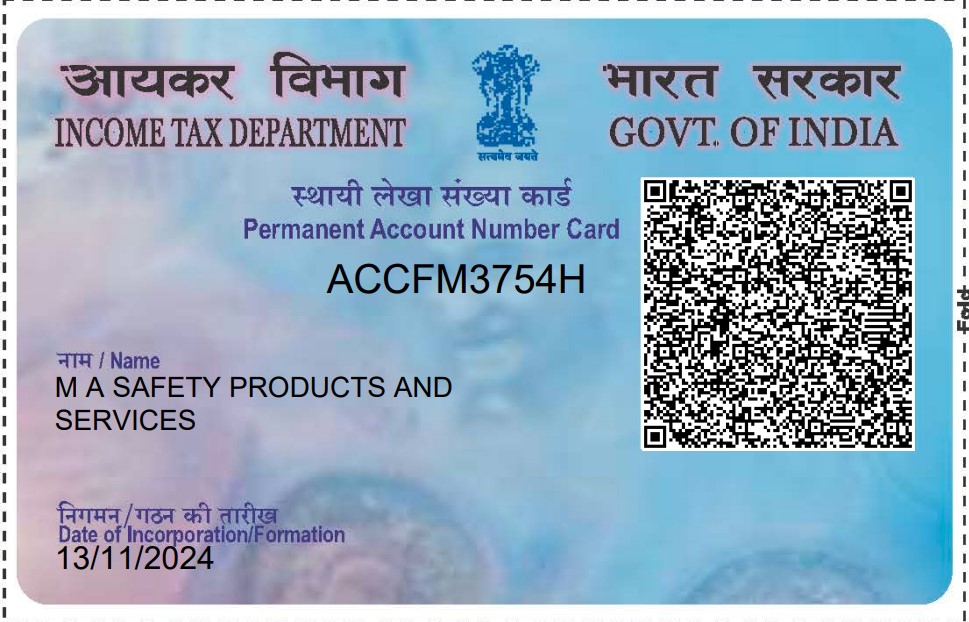 आयकर विभाग
भारत सरकार
INCOME TAX DEPARTMENT
GOVT. OF INDIA
सत्यमेव जयते
स्थायी लेखा संख्या कार्ड
Permanent Account Number Card
ACCFM3754H
Fold
नाम / Name
M A SAFETY PRODUCTS AND
SERVICES
निगमन/गठन की तारीख
Date of Incorporation/Formation
13/11/2024